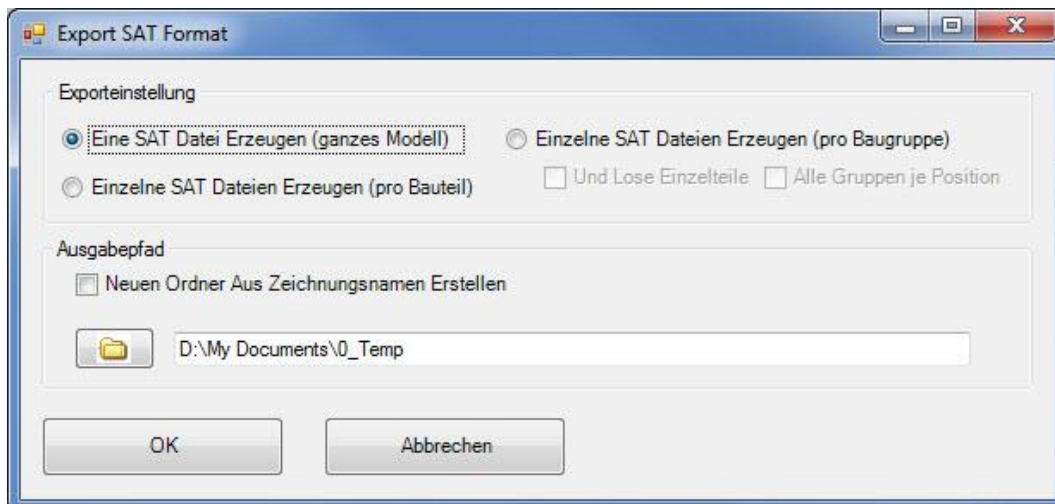 Export SAT Format
Exporteinstellung
Eine SAT Datei Erzeugen (ganzes Modell)
Einzelne SAT Dateien Erzeugen (pro Baugruppe)
Einzelne SAT Dateien Erzeugen (pro Bauteil)
Und Lose Einzelteile
Alle Gruppen je Position
Ausgabepfad
Neuen Ordner Aus Zeichnungsnamen Erstellen
D:\My Documents\0_Temp
OK
Abbrechen